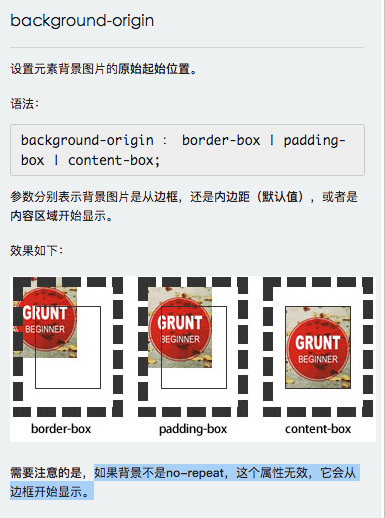 background-origin
设置元素背景图片的原始起始位置。
语法：
background-origin ： border-box | padding-
box | content-box;
参数分别表示背景图片是从边框，还是内边距（默认值），或者是
内容区域开始显示。
效果如下：
GRUNT
BEGINNER
GRUNT
BEGINNER
GRUNT
BEGINNER
border-box
padding-box
content-box
需要注意的是，如果背景不是no-repeat，这个属性无效，它会从
边框开始显示。